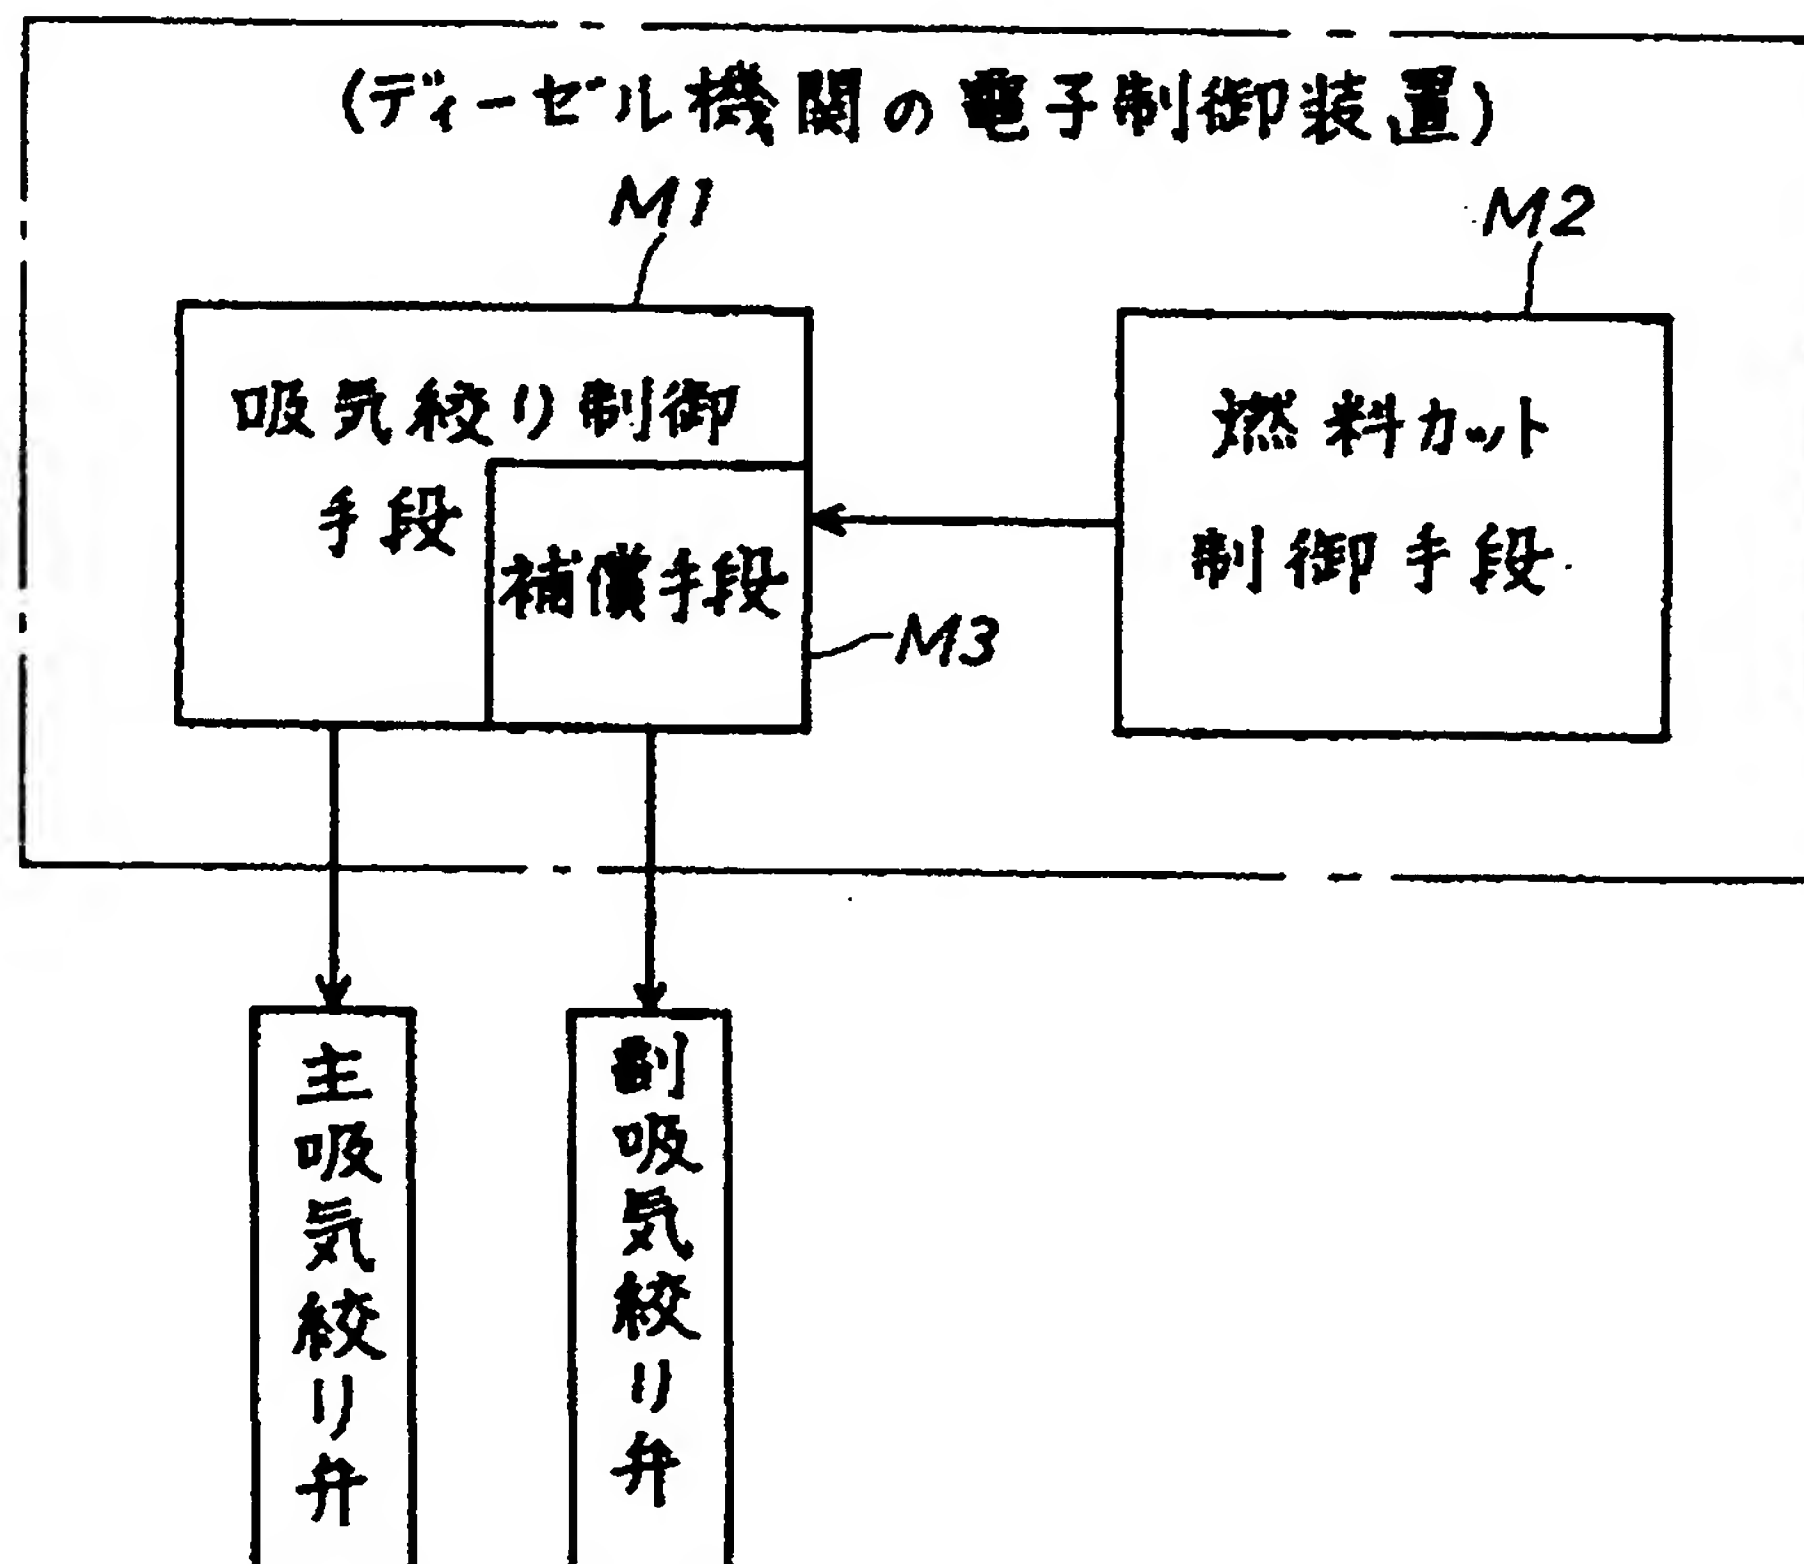 (ディーゼル機関の電子制御装置)
M1
M2
吸気絞り制御
手段
補償手段
M3
燃料カット
制御手段
主吸気絞り弁
副吸気絞り弁